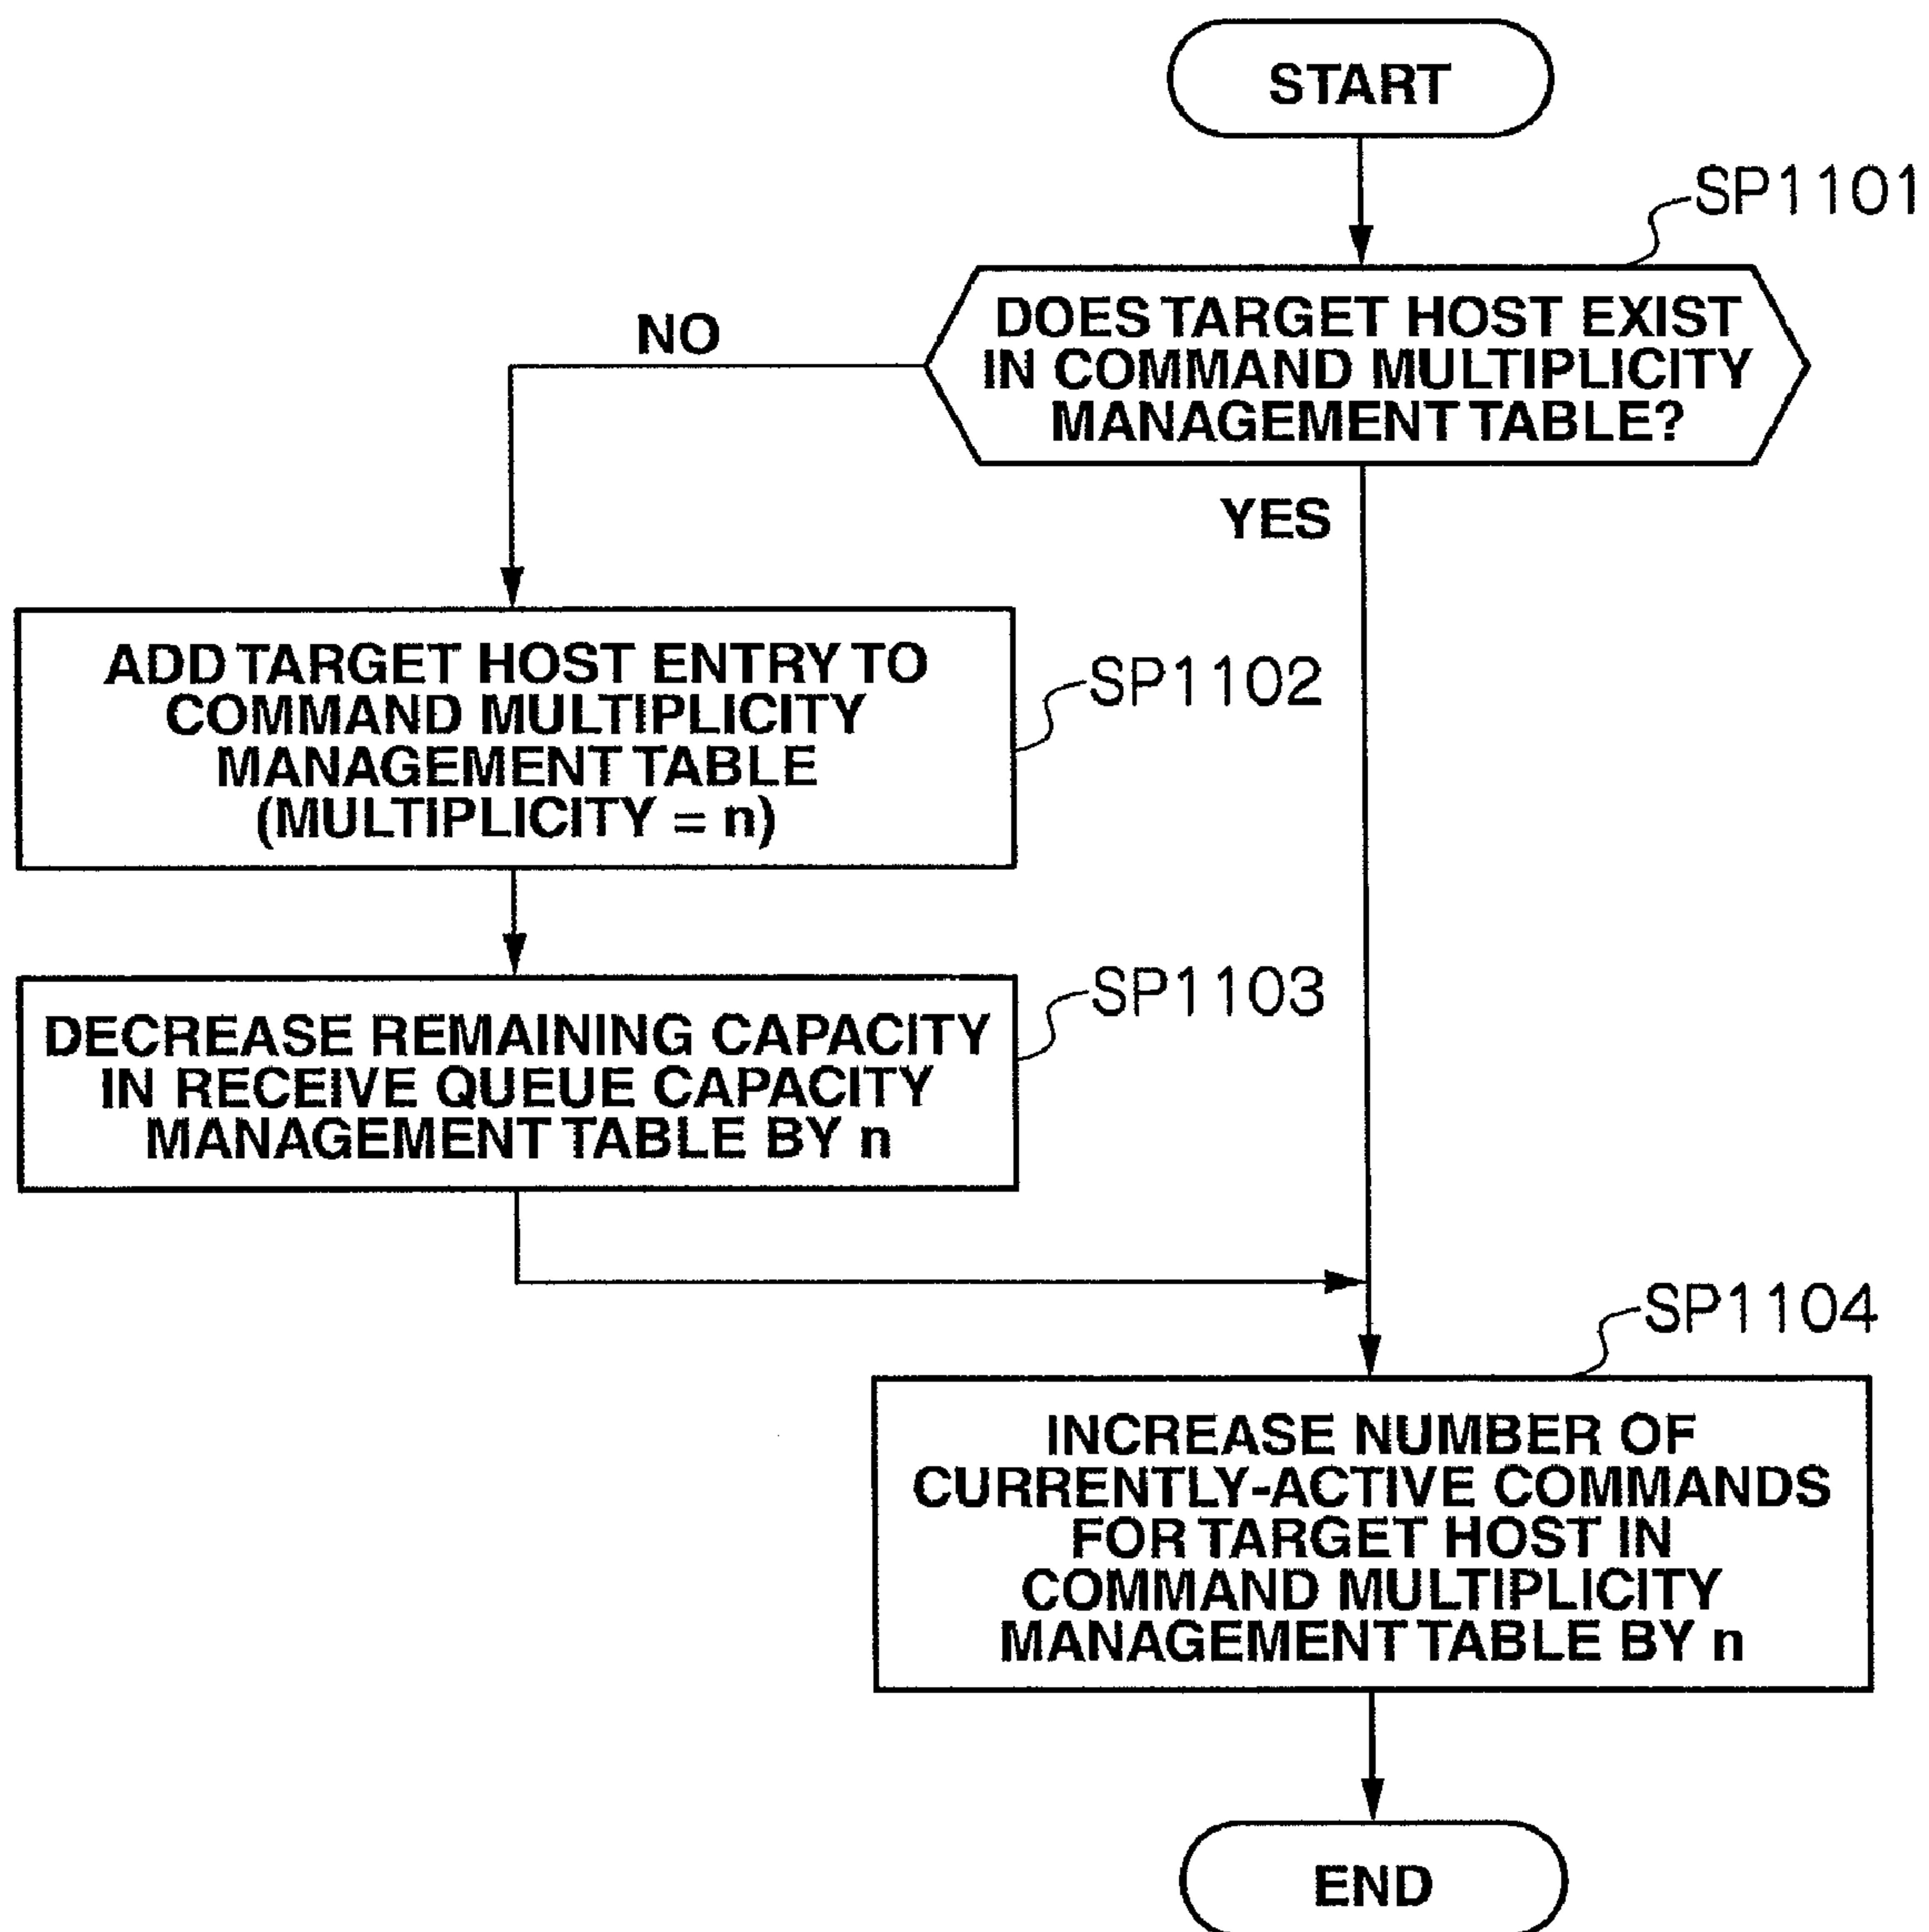 START
SP1101
DOES TARGET HOST EXIST
IN COMMAND MULTIPLICITY
MANAGEMENT TABLE?
NO
YES
ADD TARGET HOST ENTRY TO
COMMAND MULTIPLICITY
MANAGEMENT TABLE
(MULTIPLICITY = n)
SP1102
DECREASE REMAINING CAPACITY
IN RECEIVE QUEUE CAPACITY
MANAGEMENT TABLE BY n
SP1103
SP1104
INCREASE NUMBER OF
CURRENTLY-ACTIVE COMMANDS
FOR TARGET HOST IN
COMMAND MULTIPLICITY
MANAGEMENT TABLE BY n
END